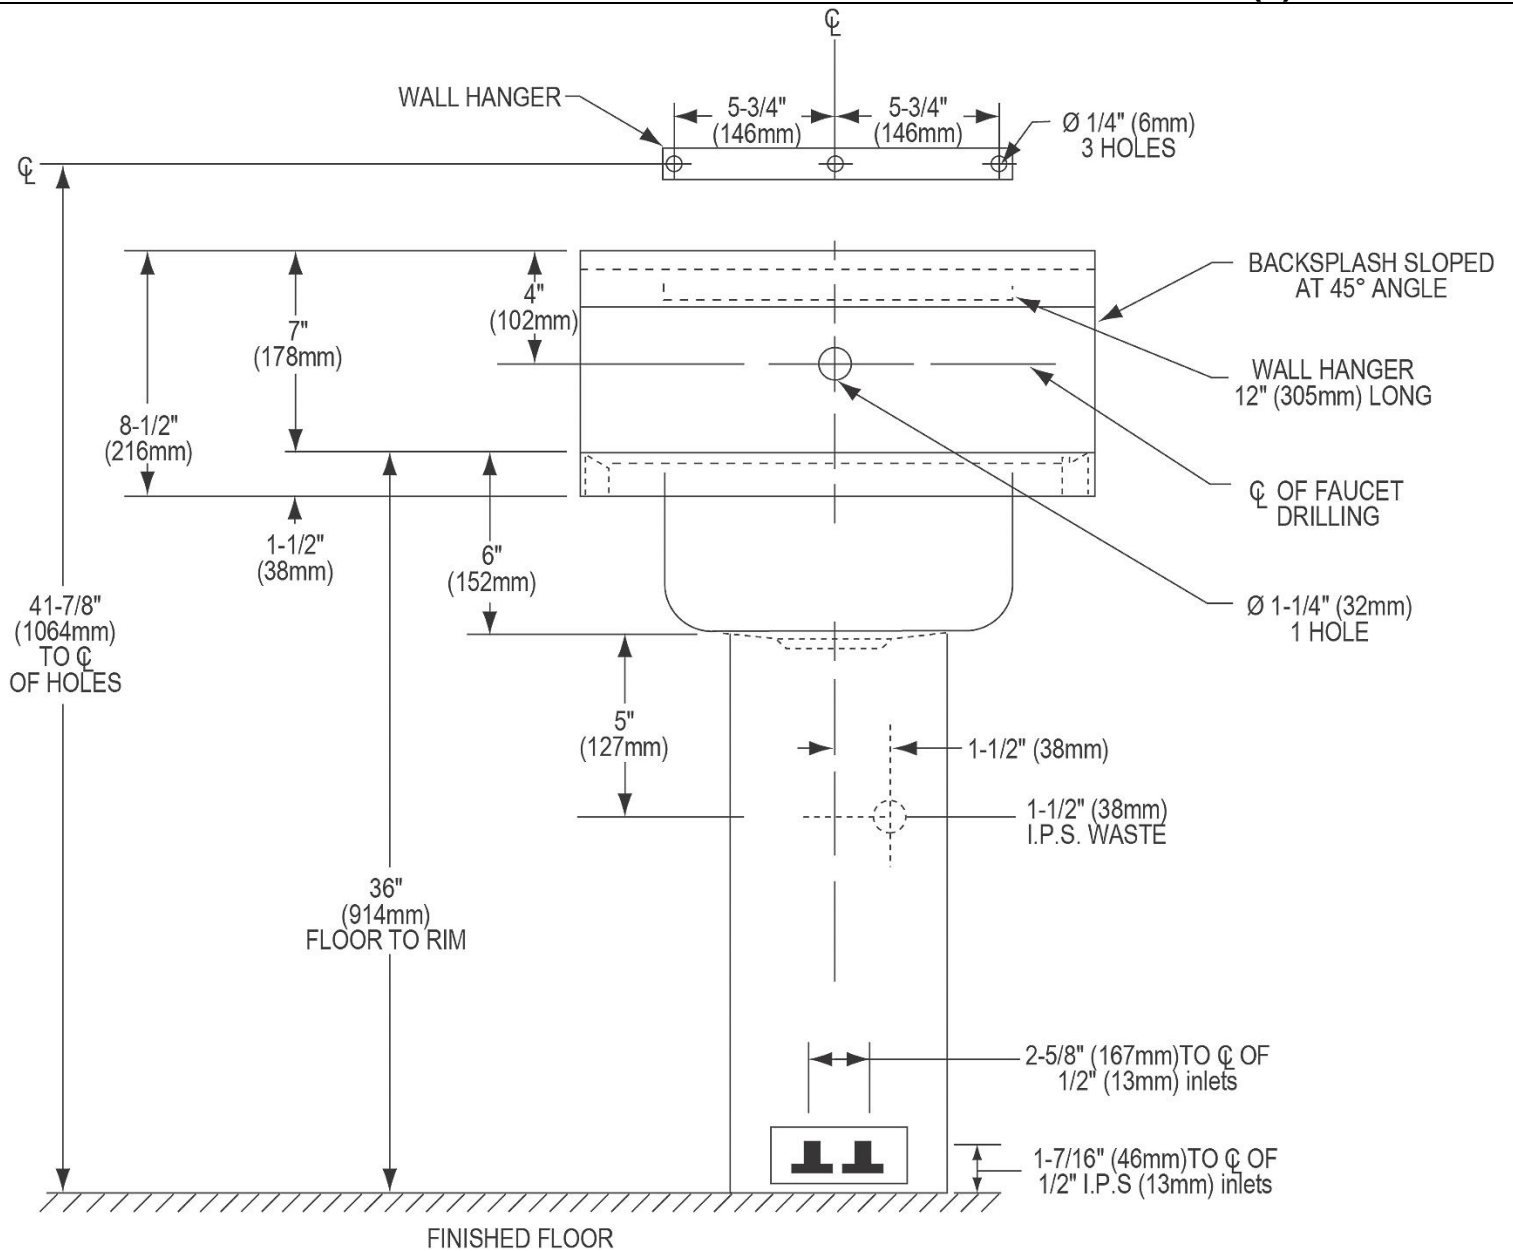 ℄
WALL HANGER
5-3/4"
(146mm)
5-3/4"
(146mm)
Ø 1/4" (6mm)
3 HOLES
℄
BACKSPLASH SLOPED
AT 45° ANGLE
4"
(102mm)
7"
(178mm)
WALL HANGER
12" (305mm) LONG
8-1/2"
(216mm)
℄ OF FAUCET
DRILLING
1-1/2"
(38mm)
6"
(152mm)
41-7/8"
(1064mm)
TO ℄
OF HOLES
Ø 1-1/4" (32mm)
1 HOLE
5"
(127mm)
1-1/2" (38mm)
1-1/2" (38mm)
I.P.S. WASTE
36"
(914mm)
FLOOR TO RIM
2-5/8" (167mm)TO ℄ OF
1/2" (13mm) inlets
1-7/16" (46mm)TO ℄ OF
1/2" I.P.S (13mm) inlets
FINISHED FLOOR